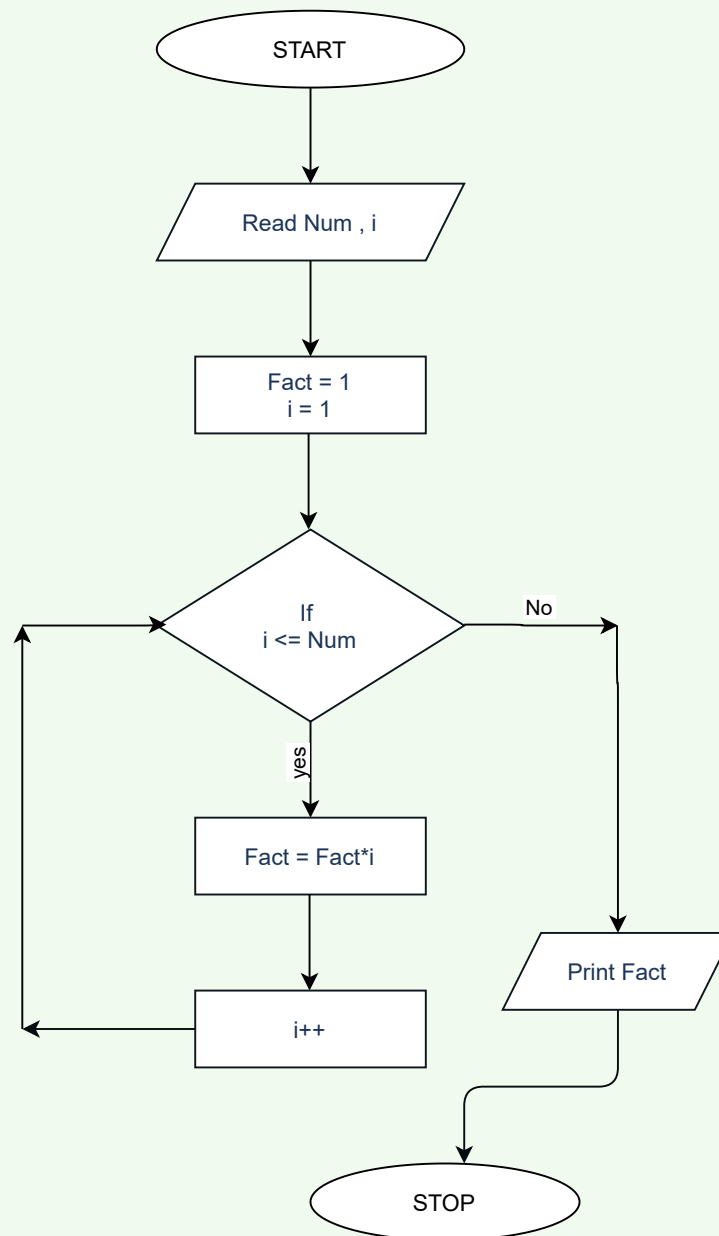 START
Read Num , i
Fact = 1
i = 1
If
i <= Num
No
yes
Fact = Fact*i
Print Fact
i++
STOP